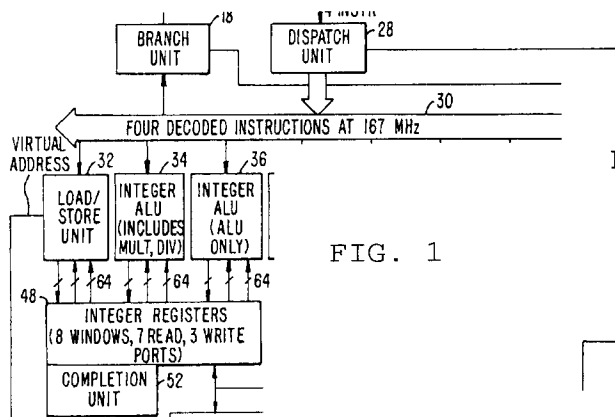 18
4 INSTR
BRANCH
UNIT
DISPATCH
UNIT
28
30
FOUR DECODED INSTRUCTIONS AT 167 MHz
VIRTUAL
ADDRESS
32
34
36
LOAD/
STORE
UNIT
INTEGER
ALU
(INCLUDES
MULT, DIV)
INTEGER
ALU
(ALU
ONLY)
FIG. 1
64
64
64
48
INTEGER REGISTERS
(8 WINDOWS, 7 READ, 3 WRITE
PORTS)
COMPLETION
UNIT
52